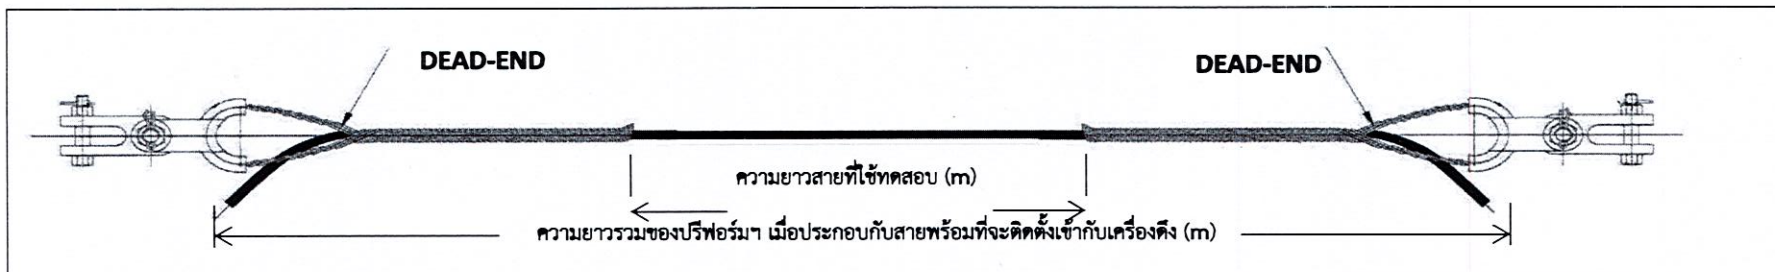 DEAD-END
DEAD-END
ความยาวสายที่ใช้ทดสอบ (m)
ความยาวรวมของปรีฟอร์มฯ เมื่อประกอบกับสายพร้อมที่จะติดตั้งเข้ากับเครื่องดึง (m)